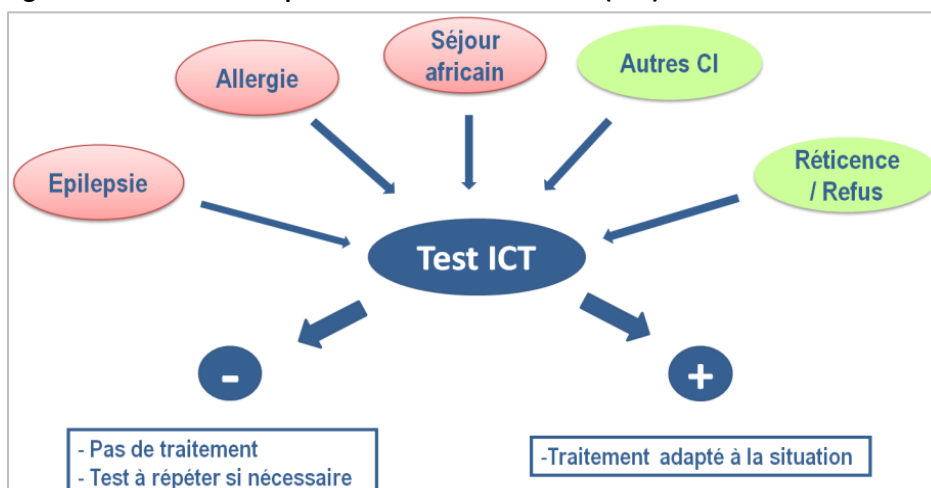 Séjour
africain
Allergie
Autres CI
Epilepsie
Réticence
/ Refus
Test ICT
-
+
- Pas de traitement
- Test à répéter si nécessaire
-Traitement adapté à la situation